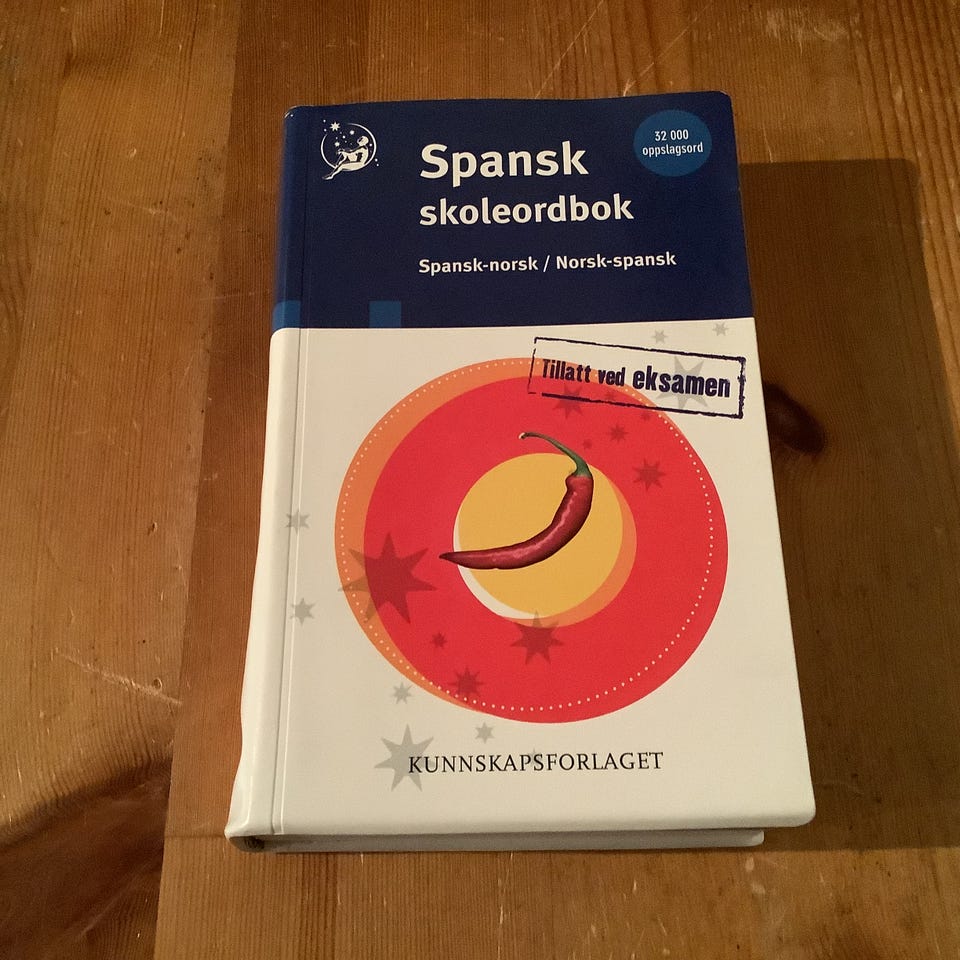 32 000
oppslagsord
Spansk
skoleordbok
Spansk-norsk / Norsk-spansk
Tillatt ved eksamen
KUNNSKAPSFORLAGET